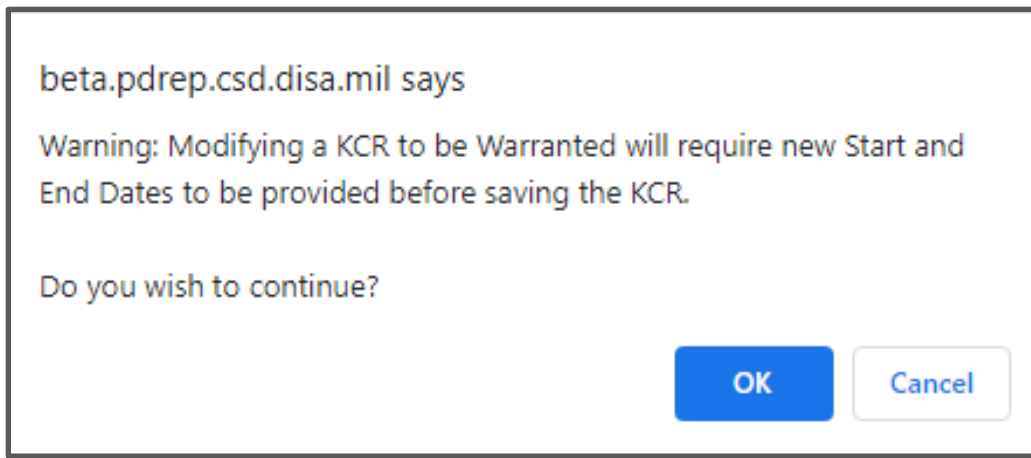 beta.pdrep.csd.disa.mil says
Warning: Modifying a KCR to be Warranted will require new Start and
End Dates to be provided before saving the KCR.
Do you wish to continue?
OK
Cancel